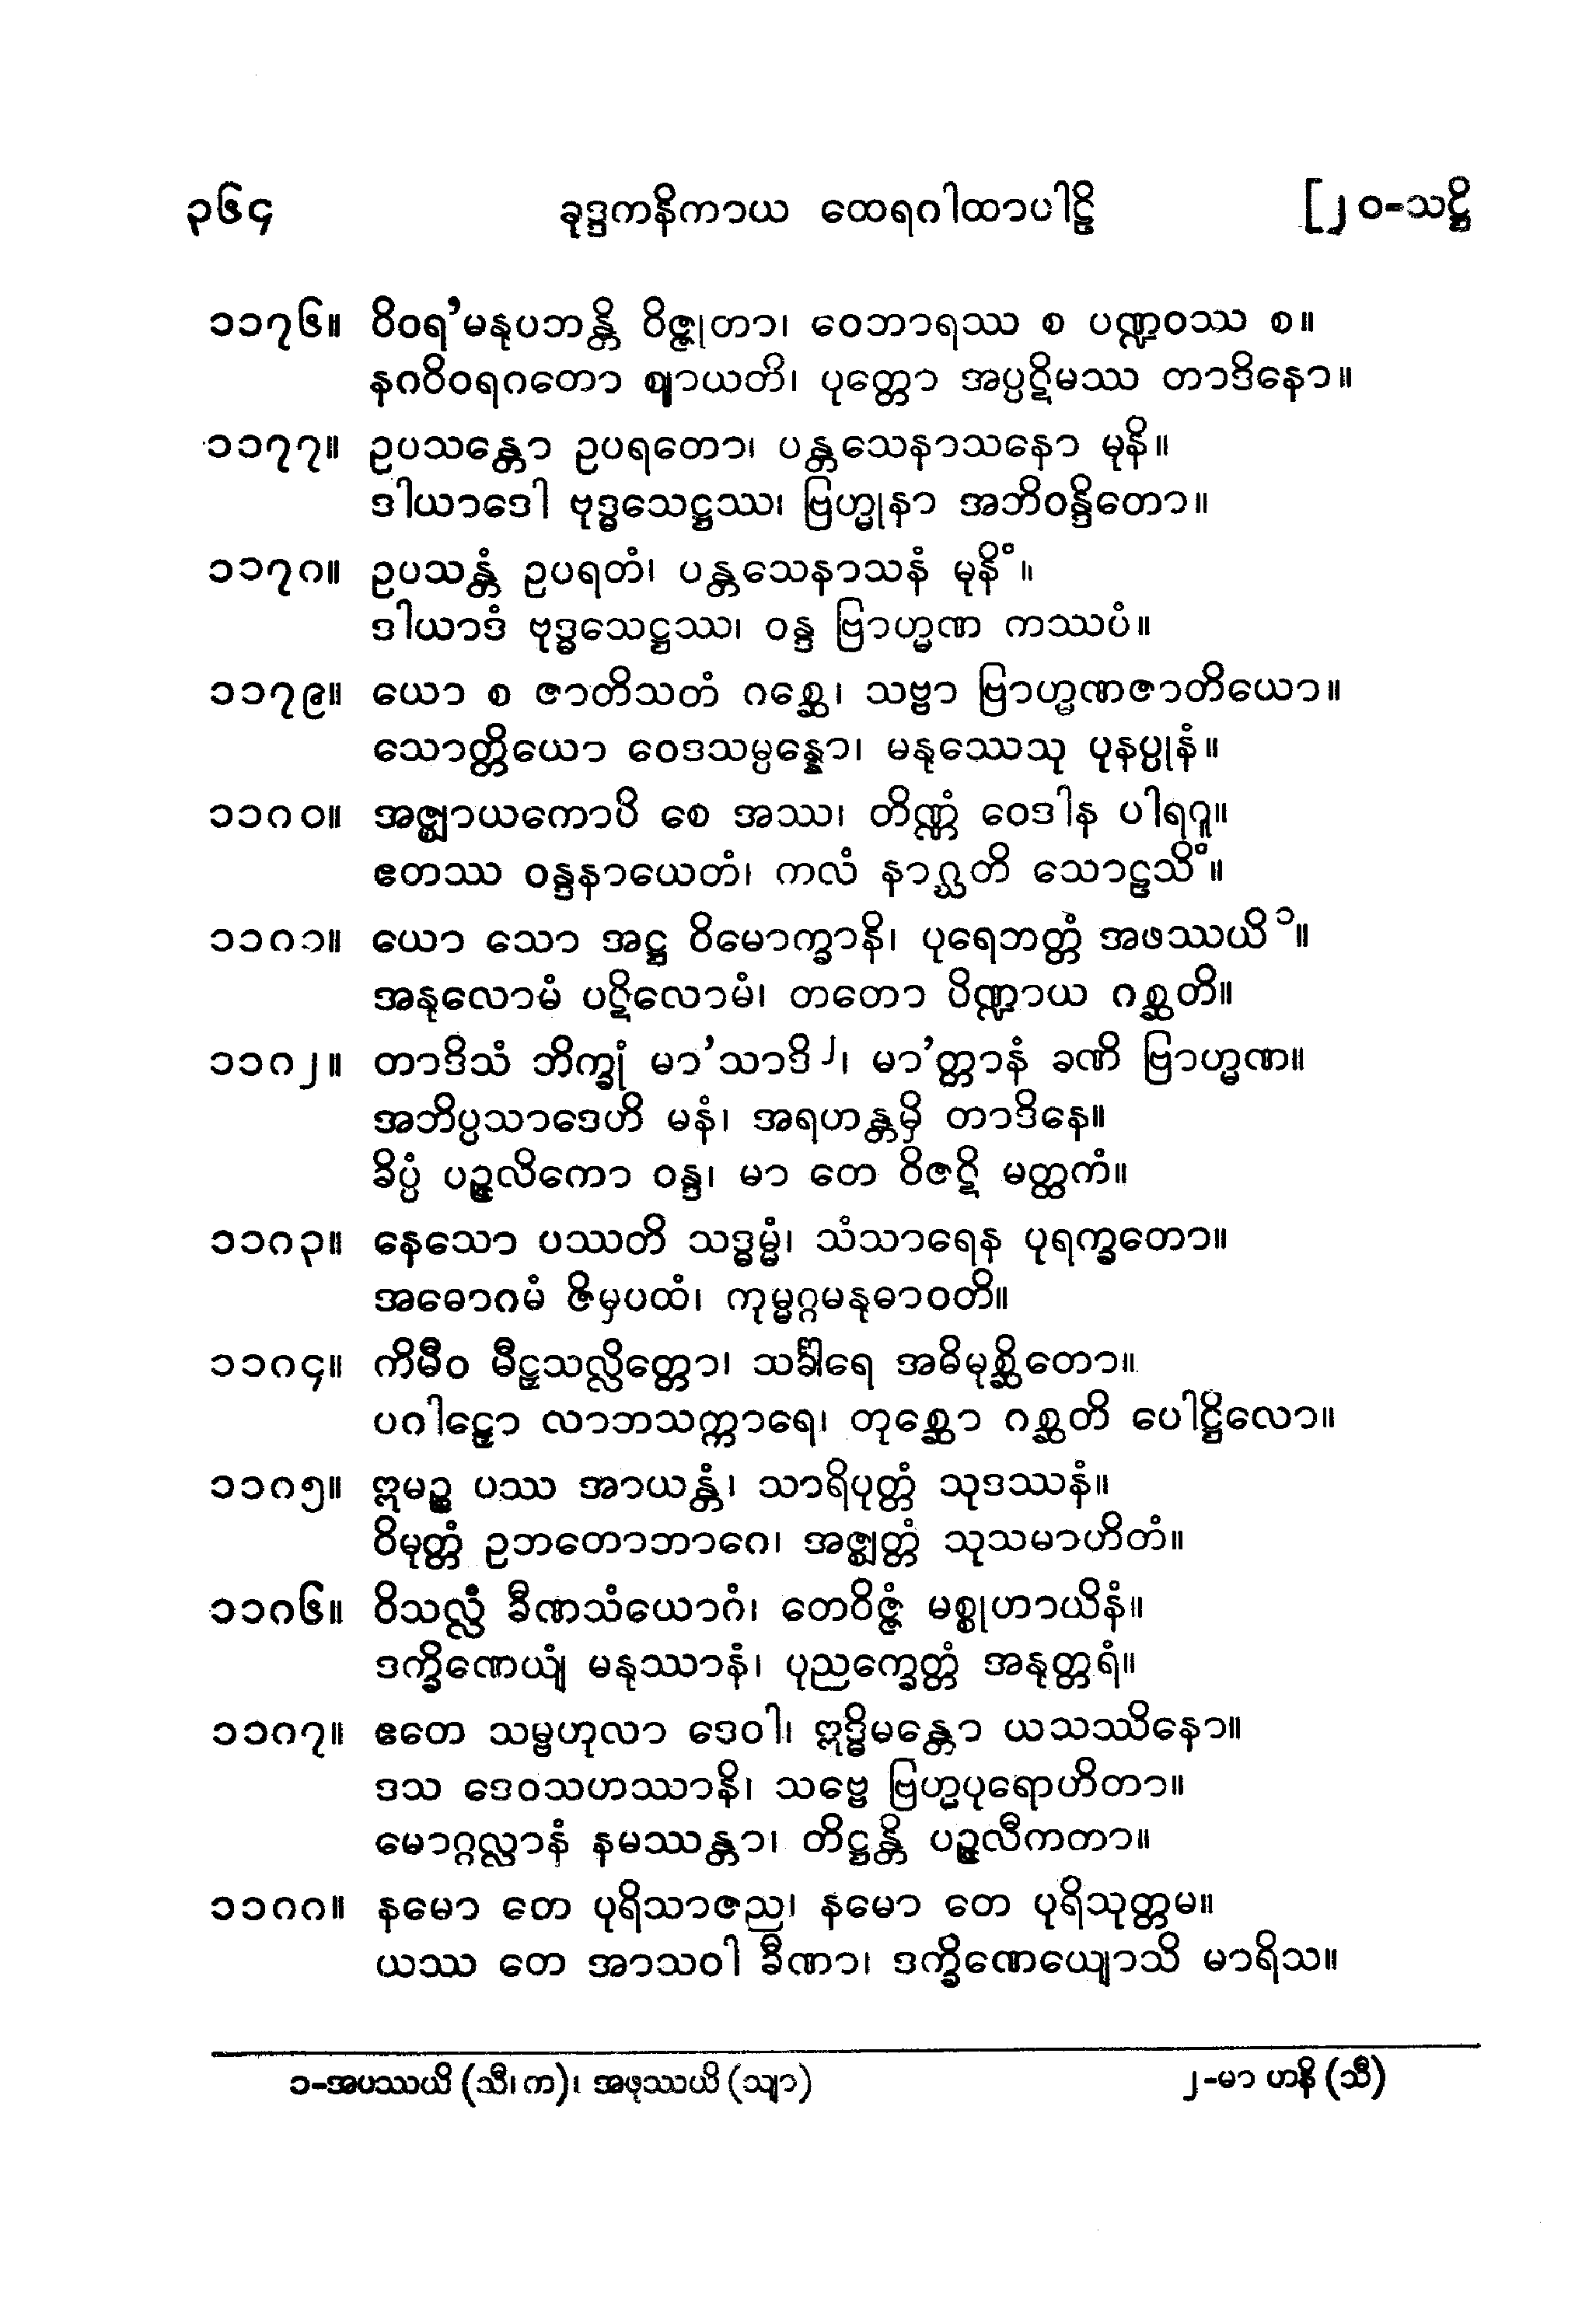 ၃၆၄ ခုဒ္ဒကနိကာယ ထေရဂါထာပါဠိ [၂၀-သဋ္ဌိ
၁၁၇၆။ ဝိဝရ’မနုပဘန္တိ ဝိဇ္ဇုတာ၊ ဝေဘာရဿ စ ပဏ္ဍဝဿ စ။
နဂဝိဝရဂတော ဈာယတိ၊ ပုတ္တော အပ္ပဋိမဿ တာဒိနော။
၁၁၇၇။ ဥပသန္တော ဥပရတော၊ ပန္တသေနာသနော မုနိ။
ဒါယာဒေါ ဗုဒ္ဓသေဋ္ဌဿ၊ ဗြဟ္မုနာ အဘိဝန္ဒိတော။
၁၁၇၈။ ဥပသန္တံ ဥပရတံ၊ ပန္တသေနာသနံ မုနိံ။
ဒါယာဒံ ဗုဒ္ဓသေဋ္ဌဿ၊ ဝန္ဒ ဗြာဟ္မဏ ကဿပံ။
၁၁၇၉။ ယော စ ဇာတိသတံ ဂစ္ဆေ၊ သဗ္ဗာ ဗြာဟ္မဏဇာတိယော။
သောတ္တိယော ဝေဒသမ္ပန္နော၊ မနုဿေသု ပုနပ္ပုနံ။
၁၁၈၀။ အဇ္ဈာယကောပိ စေ အဿ၊ တိဏ္ဏံ ဝေဒါန ပါရဂူ။
ဧတဿ ဝန္ဒနာယေတံ၊ ကလံ နာဂ္ဃတိ သောဠသိံ။
၁၁၈၁။ ယော သော အဋ္ဌ ဝိမောက္ခာနိ၊ ပုရေဘတ္တံ အဖဿယိ ၁။
အနုလောမံ ပဋိလောမံ၊ တတော ပိဏ္ဍာယ ဂစ္ဆတိ။
၁၁၈၂။ တာဒိသံ ဘိက္ခုံ မာ’သာဒိ ၂၊ မာ’တ္တာနံ ခဏိ ဗြာဟ္မဏ။
အဘိပ္ပသာဒေဟိ မနံ၊ အရဟန္တမှိ တာဒိနေ။
ခိပ္ပံ ပဉ္ဇလိကော ဝန္ဒ၊ မာ တေ ဝိဇဋိ မတ္ထကံ။
၁၁၈၃။ နေသော ပဿတိ သဒ္ဓမ္မံ၊ သံသာရေန ပုရက္ခတော။
အဓောဂမံ ဇိမှပထံ၊ ကုမ္မဂ္ဂမနုဓာဝတိ။
၁၁၈၄။ ကိမီဝ မီဠှသလ္လိတ္တော၊ သင်္ခါရေ အဓိမုစ္ဆိတော။
ပဂါဠှော လာဘသက္ကာရေ၊ တုစ္ဆော ဂစ္ဆတိ ပေါဋ္ဌိလော။
၁၁၈၅။ ဣမဉ္စ ပဿ အာယန္တံ၊ သာရိပုတ္တံ သုဒဿနံ။
ဝိမုတ္တံ ဥဘတောဘာဂေ၊ အဇ္ဈတ္တံ သုသမာဟိတံ။
၁၁၈၆။ ဝိသလ္လံ ခီဏသံယောဂံ၊ တေဝိဇ္ဇံ မစ္စုဟာယိနံ။
ဒက္ခိဏေယျံ မနုဿာနံ၊ ပုညက္ခေတ္တံ အနုတ္တရံ။
၁၁၈၇။ ဧတေ သမ္ဗဟုလာ ဒေဝါ၊ ဣဒ္ဓိမန္တော ယသဿိနော။
ဒသ ဒေဝသဟဿာနိ၊ သဗ္ဗေ ဗြဟ္မပုရောဟိတာ။
မောဂ္ဂလ္လာနံ နမဿန္တာ၊ တိဋ္ဌန္တိ ပဉ္ဇလီကတာ။
၁၁၈၈။ နမော တေ ပုရိသာဇည၊ နမော တေ ပုရိသုတ္တမ။
ယဿ တေ အာသဝါ ခီဏာ၊ ဒက္ခိဏေယျောသိ မာရိသ။
၁-အပဿယိ (သီ၊ က)၊ အဖုဿယိ (သျာ) ၂-မာ ဟနိ (သီ)